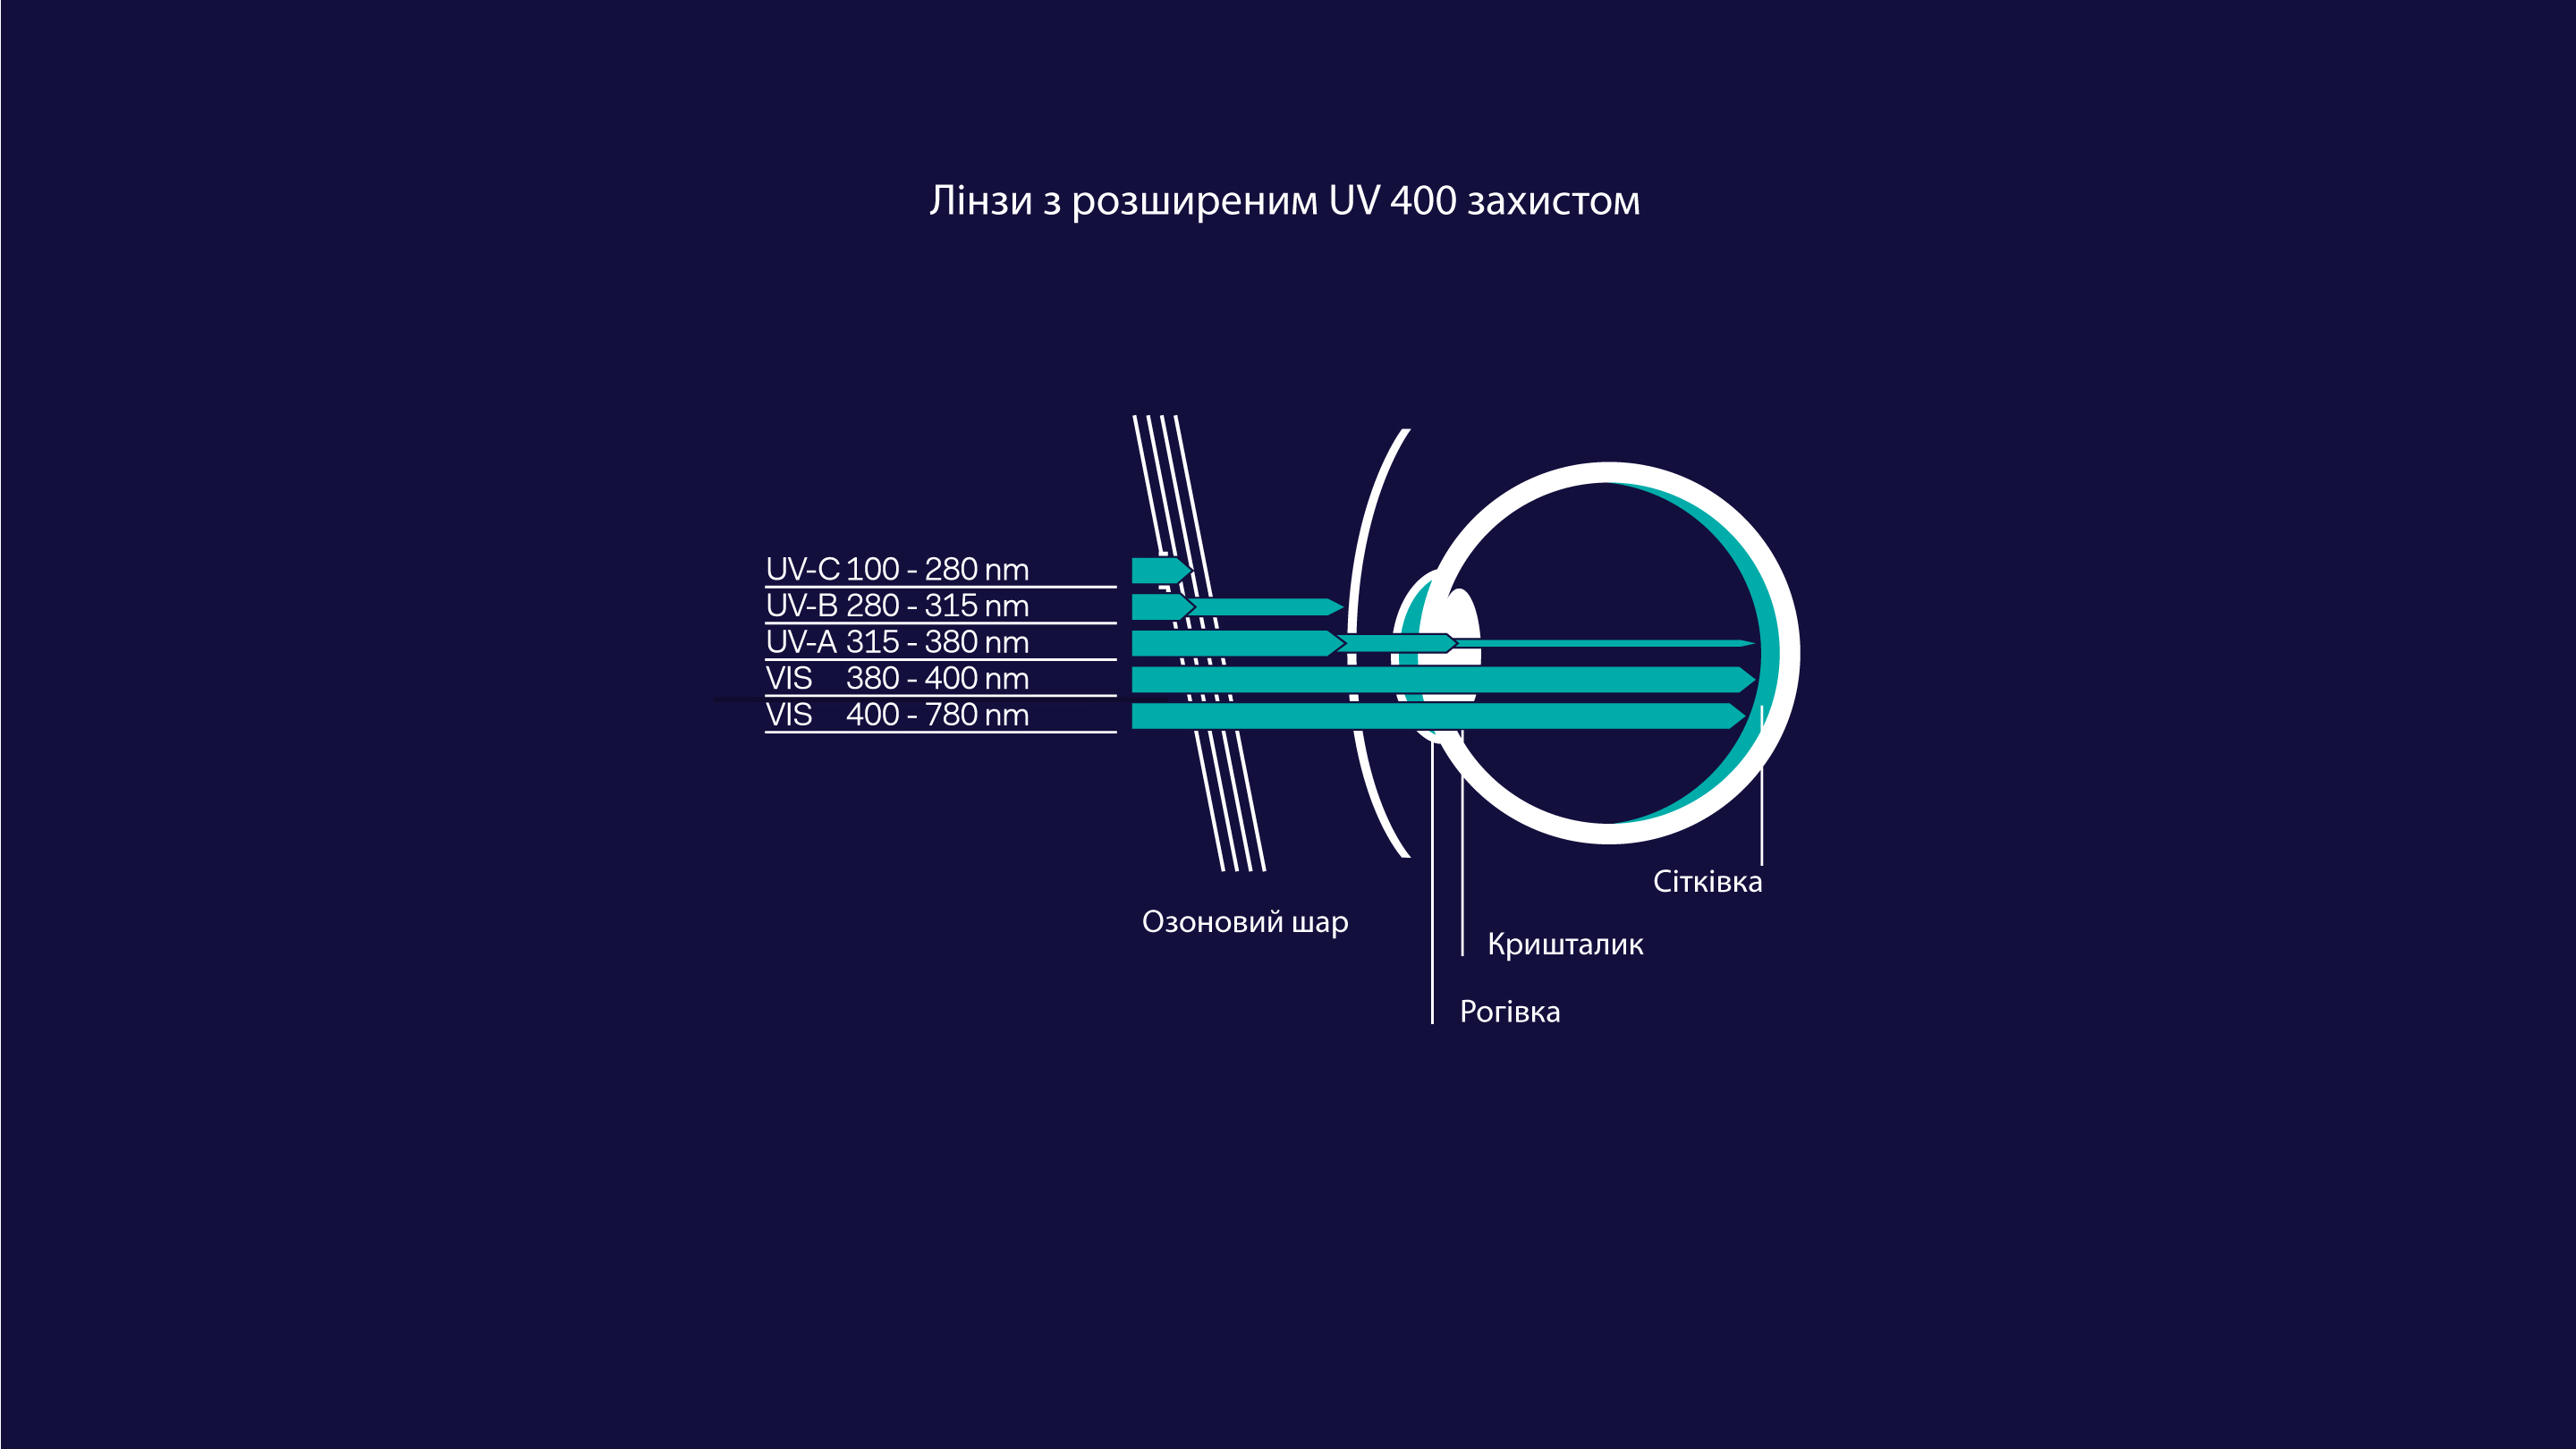 Лінзи з розширеним UV 400 захистом
UV-C 100 - 280 nm
UV-B 280 - 315 nm
UV-A 315 - 380 nm
VIS 380 - 400 nm
VIS 400 - 780 nm
Сітківка
Озоновий шар
Кришталик
Рогівка